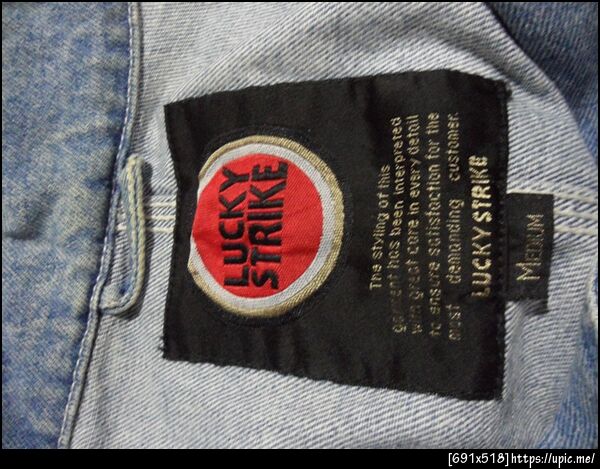 LUCKY
STRIKE
The styling of this
garment has been interpreted
with great care in every detail
to ensure satisfaction for the
most demanding customer.
LUCKY STRIKE
MEDIUM
[691x518]https://upic.me/